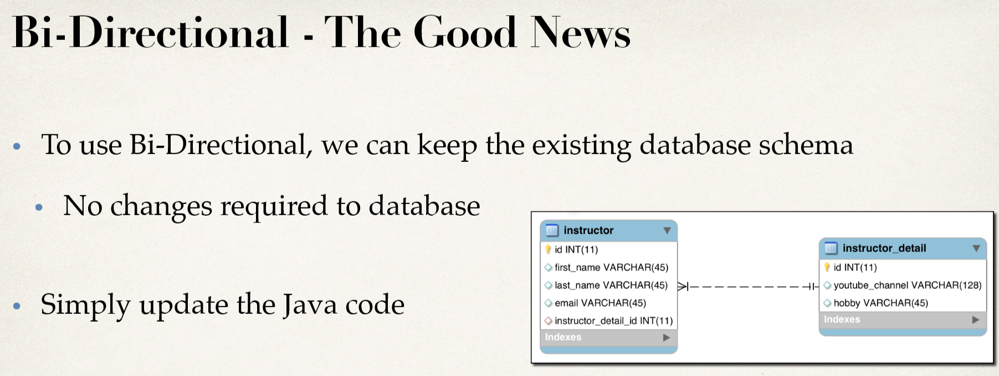 Bi-Directional - The Good News
• To use Bi-Directional, we can keep the existing database schema
• No changes required to database
• Simply update the Java code
instructor
id INT(11)
first_name VARCHAR(45)
last_name VARCHAR(45)
email VARCHAR(45)
instructor_detail_id INT(11)
Indexes
instructor_detail
id INT(11)
youtube_channel VARCHAR(128)
hobby VARCHAR(45)
Indexes